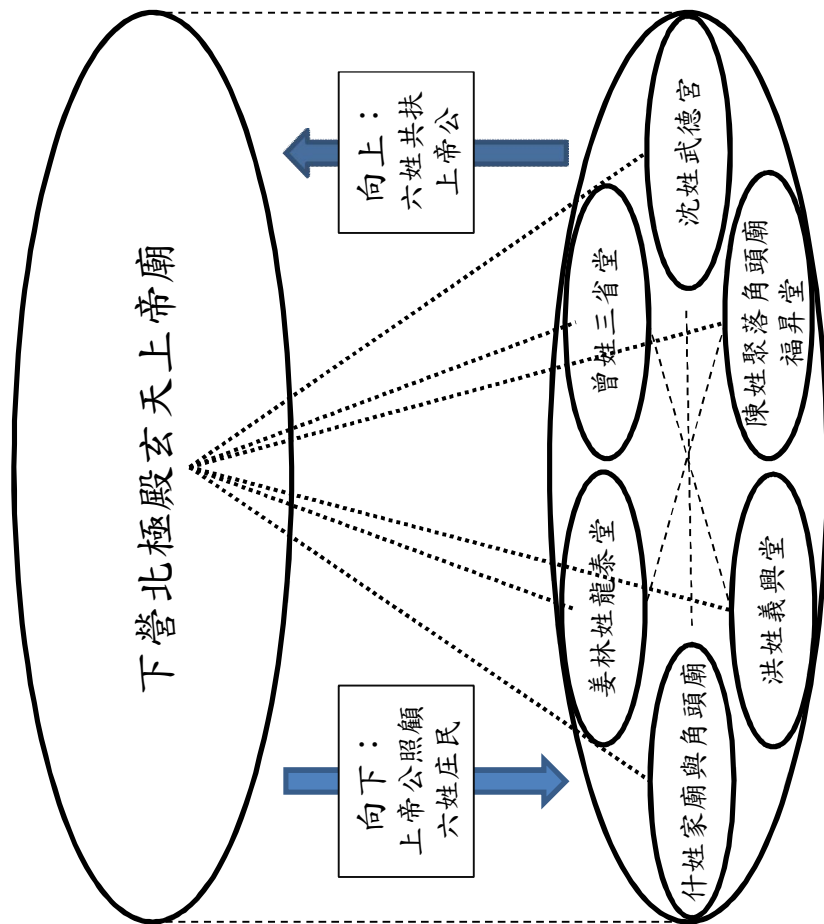 下營北極殿玄天上帝廟
向下：
上帝公照顧
六姓庄民
向上：
六姓共扶
上帝公
姜林姓龍泰堂
曾姓三省堂
什姓家廟與角頭廟
沈姓武德宮
洪姓義興堂
陳姓聚落角頭廟
福昇堂